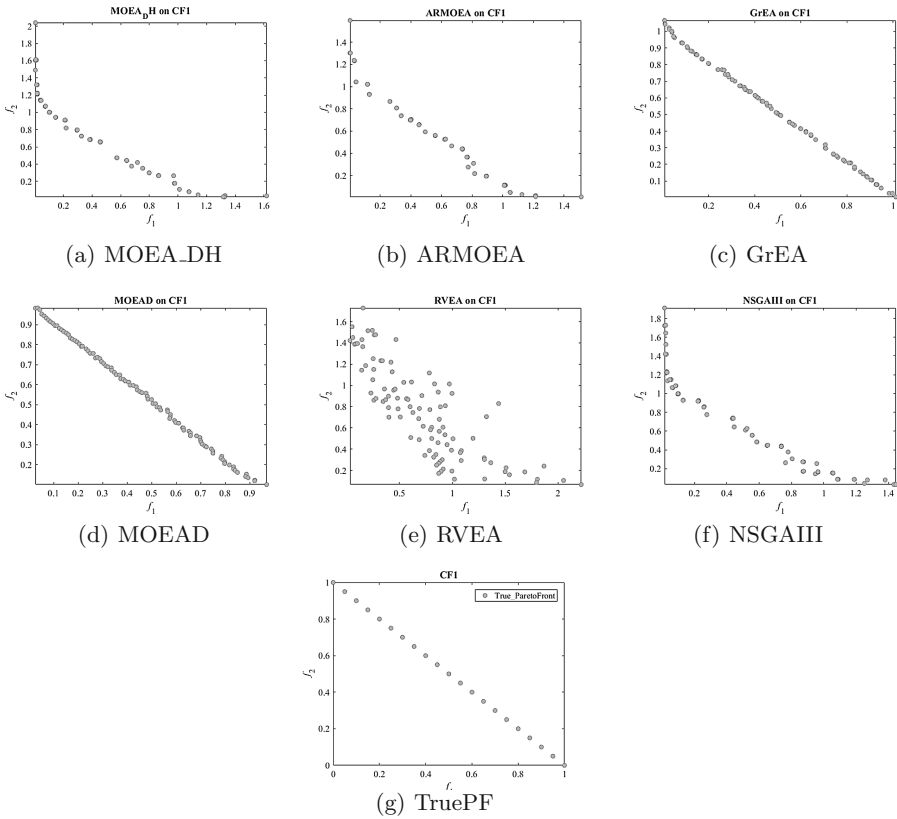 MOEA_DH on CF1
2
1.8
1.6
1.4
1.2
1
0.8
0.6
0.4
0.2
f2
0.2 0.4 0.6 0.8 1 1.2 1.4 1.6
f1
(a) MOEA_DH
ARMOEA on CF1
1.4
1.2
1
0.8
0.6
0.4
0.2
f2
0.2 0.4 0.6 0.8 1 1.2 1.4
f1
(b) ARMOEA
GrEA on CF1
1
0.9
0.8
0.7
0.6
0.5
0.4
0.3
0.2
0.1
f2
0.2 0.4 0.6 0.8 1
f1
(c) GrEA
MOEAD on CF1
0.9
0.8
0.7
0.6
0.5
0.4
0.3
0.2
0.1
f2
0.1 0.2 0.3 0.4 0.5 0.6 0.7 0.8 0.9
f1
(d) MOEAD
RVEA on CF1
1.6
1.4
1.2
1
0.8
0.6
0.4
0.2
f2
0.5 1 1.5 2
f1
(e) RVEA
NSGAIII on CF1
1.8
1.6
1.4
1.2
1
0.8
0.6
0.4
0.2
f2
0.2 0.4 0.6 0.8 1 1.2 1.4
f1
(f) NSGAIII
CF1
True_ParetoFront
1
0.8
0.6
0.4
0.2
0
f2
0 0.2 0.4 0.6 0.8 1
(g) TruePF